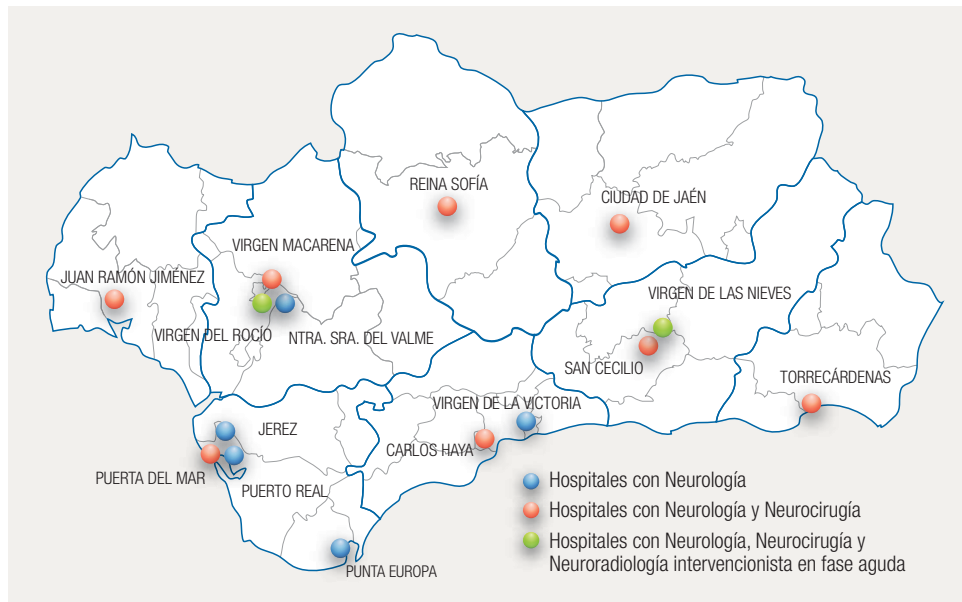 REINA SOFÍA
CIUDAD DE JAÉN
VIRGEN MACARENA
JUAN RAMÓN JIMÉNEZ
VIRGEN DE LAS NIEVES
VIRGEN DEL ROCÍO
NTRA. SRA. DEL VALME
SAN CECILIO
TORRECÁRDENAS
VIRGEN DE LA VICTORIA
JEREZ
CARLOS HAYA
PUERTA DEL MAR
PUERTO REAL
PUNTA EUROPA
Hospitales con Neurología
Hospitales con Neurología y Neurocirugía
Hospitales con Neurología, Neurocirugía y
Neuroradiología intervencionista en fase aguda